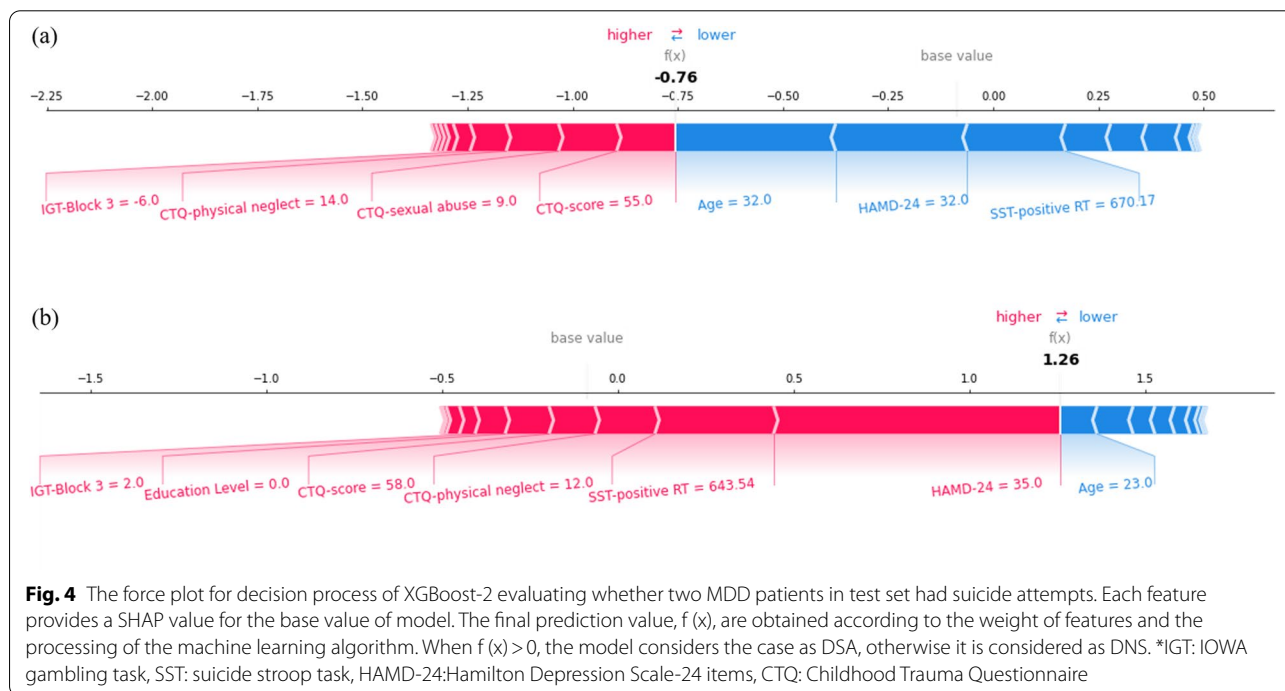 (a)
higher ⇄ lower
f(x) base value
-0.76
−2.25 −2.00 −1.75 −1.50 −1.25 −1.00 −0.75 −0.50 −0.25 0.00 0.25 0.50
IGT-Block 3 = -6.0 CTQ-physical neglect = 14.0 CTQ-sexual abuse = 9.0 CTQ-score = 55.0 Age = 32.0 HAMD-24 = 32.0 SST-positive RT = 670.17
(b)
higher ⇄ lower
base value f(x)
1.26
−1.5 −1.0 −0.5 0.0 0.5 1.0 1.5
IGT-Block 3 = 2.0 Education Level = 0.0 CTQ-score = 58.0 CTQ-physical neglect = 12.0 SST-positive RT = 643.54 HAMD-24 = 35.0 Age = 23.0
Fig. 4 The force plot for decision process of XGBoost-2 evaluating whether two MDD patients in test set had suicide attempts. Each feature
provides a SHAP value for the base value of model. The final prediction value, f (x), are obtained according to the weight of features and the
processing of the machine learning algorithm. When f (x) > 0, the model considers the case as DSA, otherwise it is considered as DNS. *IGT: IOWA
gambling task, SST: suicide stroop task, HAMD-24:Hamilton Depression Scale-24 items, CTQ: Childhood Trauma Questionnaire